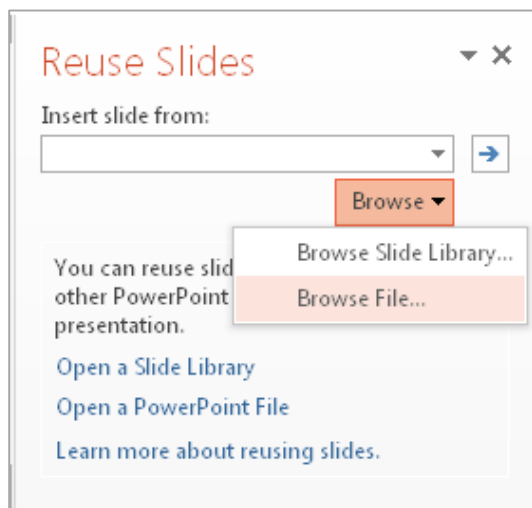 Reuse Slides
Insert slide from:
Browse
Browse Slide Library...
Browse File...
You can reuse slid
other PowerPoint
presentation.
Open a Slide Library
Open a PowerPoint File
Learn more about reusing slides.